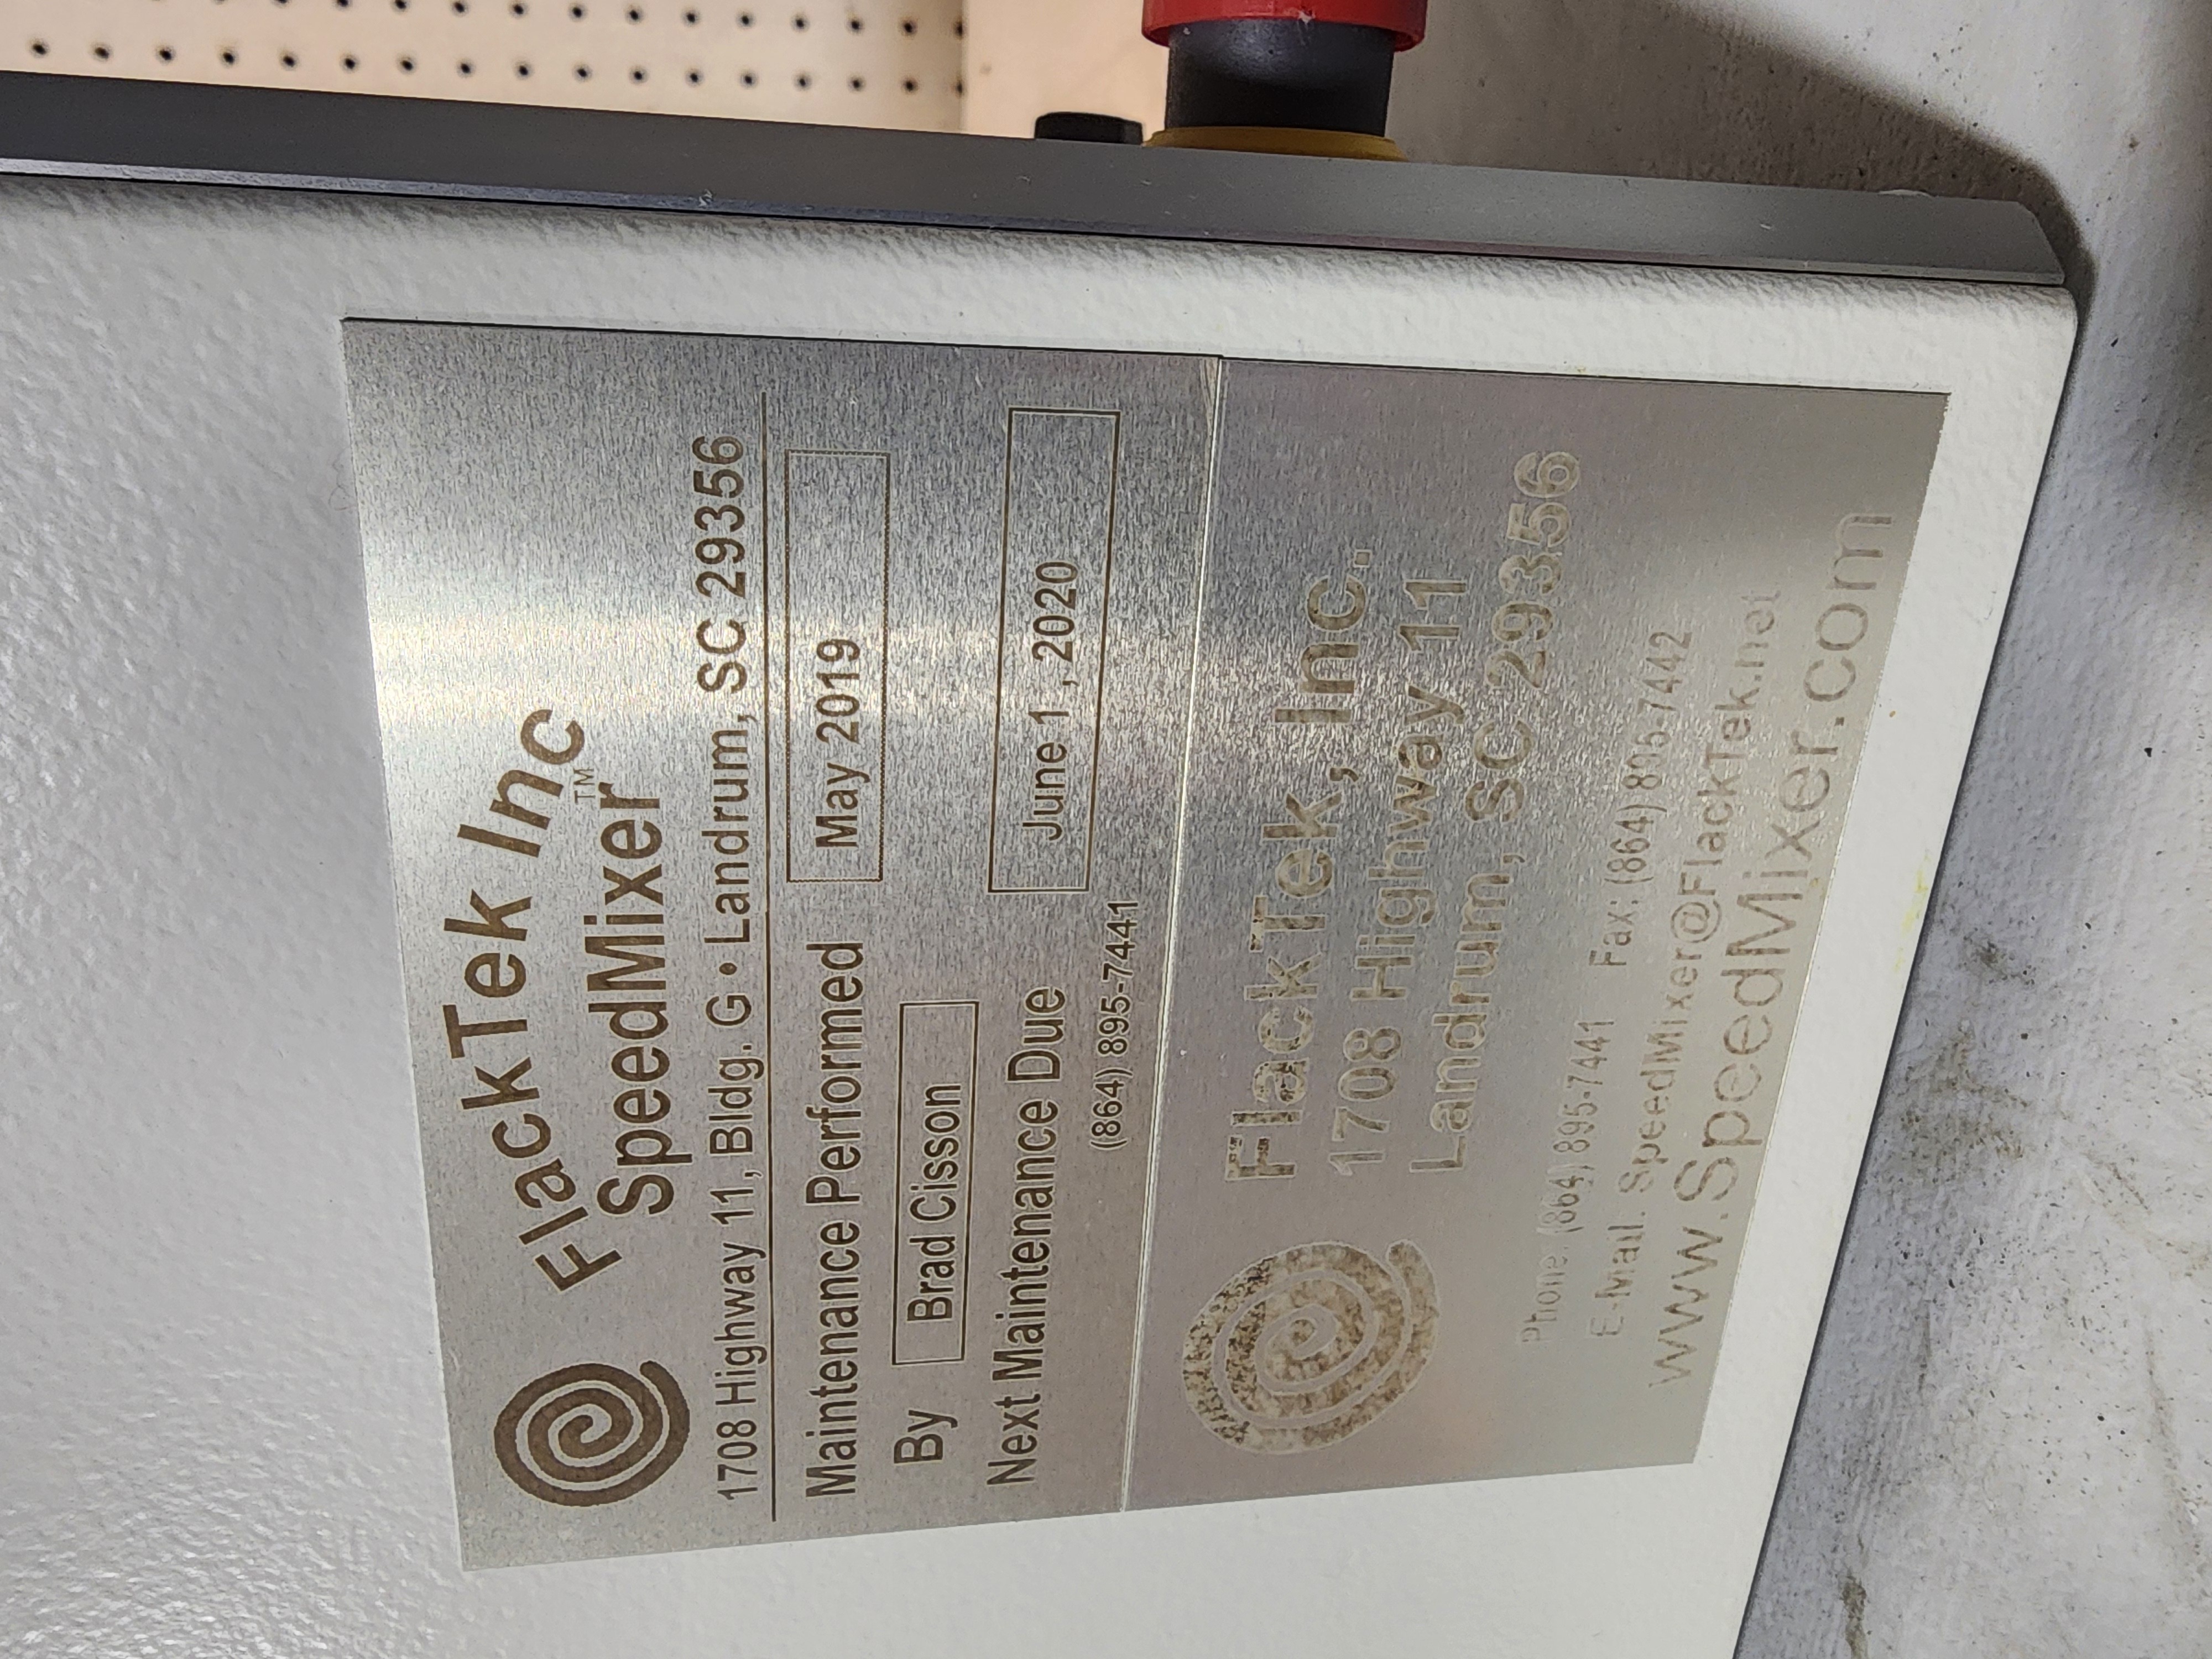 FlackTek Inc
SpeedMixer™
1708 Highway 11, Bldg. G • Landrum, SC 29356
Maintenance Performed May 2019
By Brad Cisson
Next Maintenance Due June 1, 2020
(864) 895-7441
FlackTek, Inc.
1708 Highway 11
Landrum, SC 29356
Phone: (864) 895-7441 Fax: (864) 895-7442
E-Mail: SpeedMixer@FlackTek.net
www.SpeedMixer.com